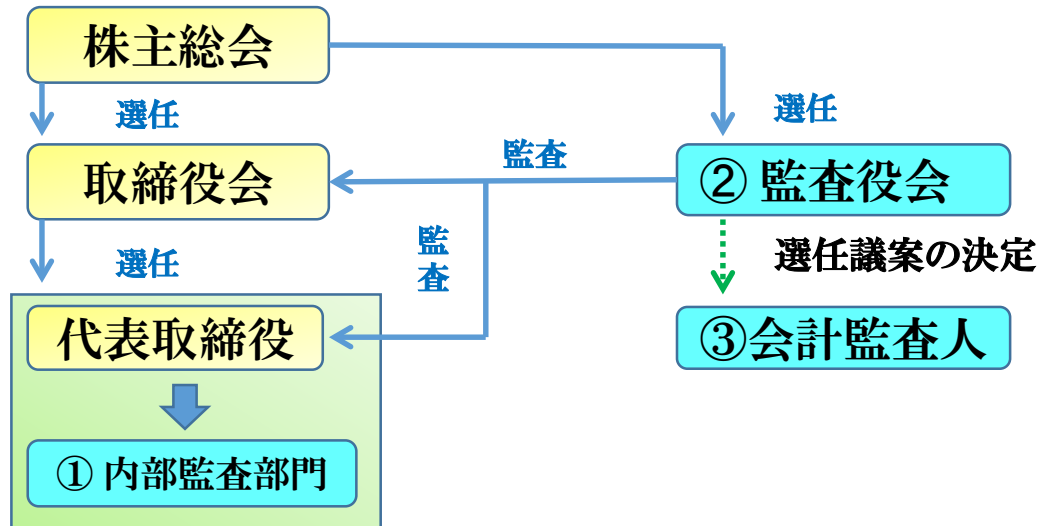 株主総会
選任
選任
監査
取締役会
② 監査役会
監査
選任
選任議案の決定
代表取締役
③会計監査人
① 内部監査部門